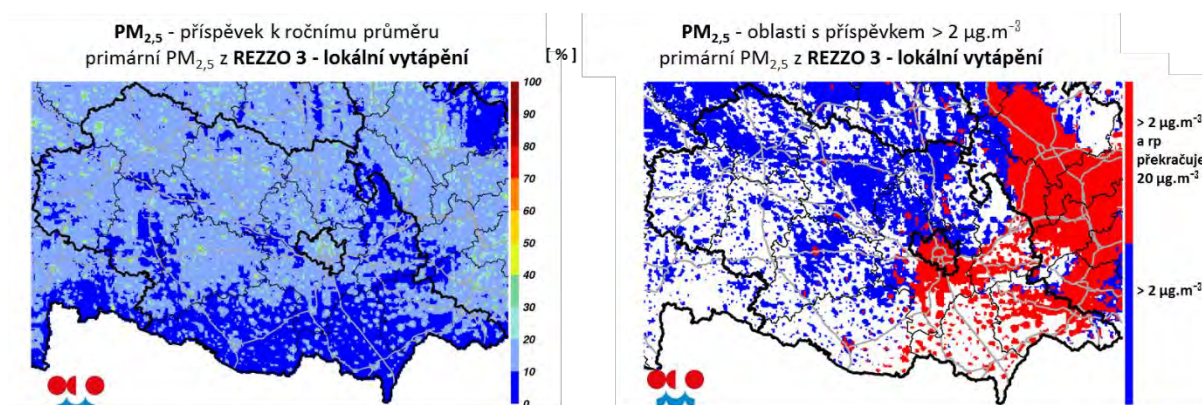 PM2,5 - příspěvek k ročnímu průměru
primární PM2,5 z REZZO 3 - lokální vytápění
[ % ]
100
90
80
70
60
50
40
30
20
10
0
PM2,5 - oblasti s příspěvkem > 2 µg.m⁻³
primární PM2,5 z REZZO 3 - lokální vytápění
> 2 µg.m⁻³
a rp
překračuje
20 µg.m⁻³
> 2 µg.m⁻³